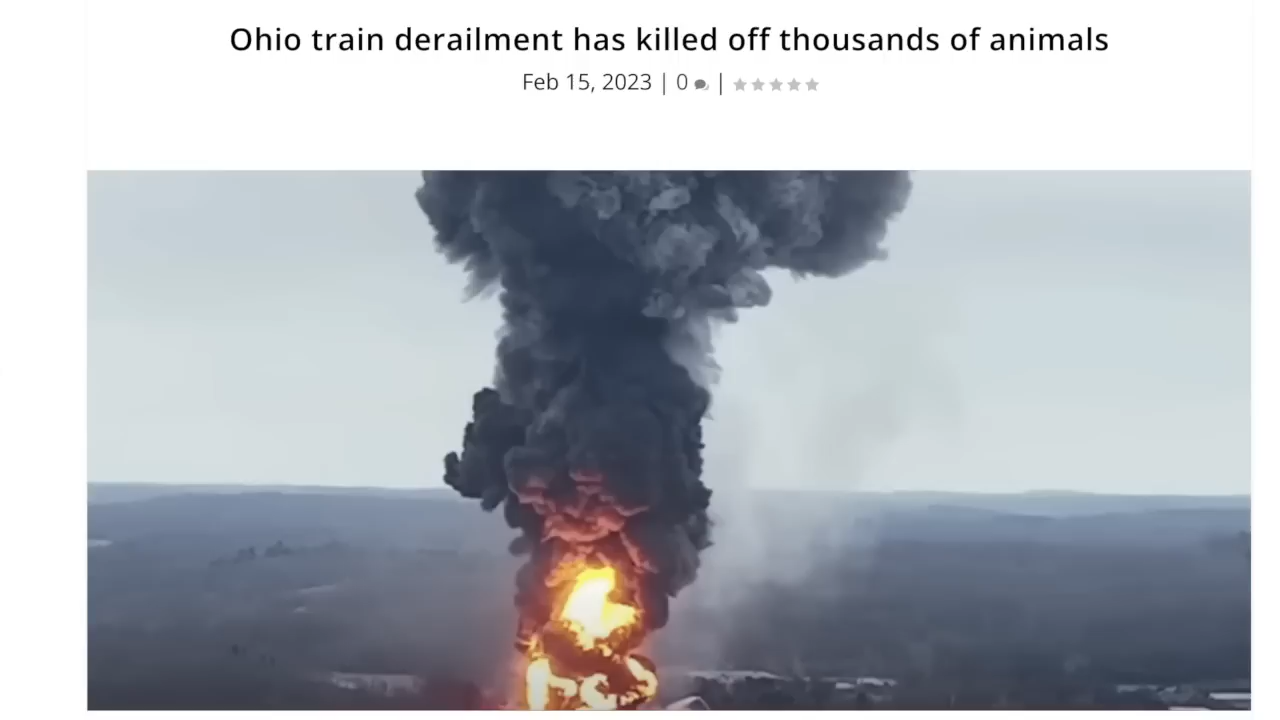 Ohio train derailment has killed off thousands of animals
Feb 15, 2023 | 0 |